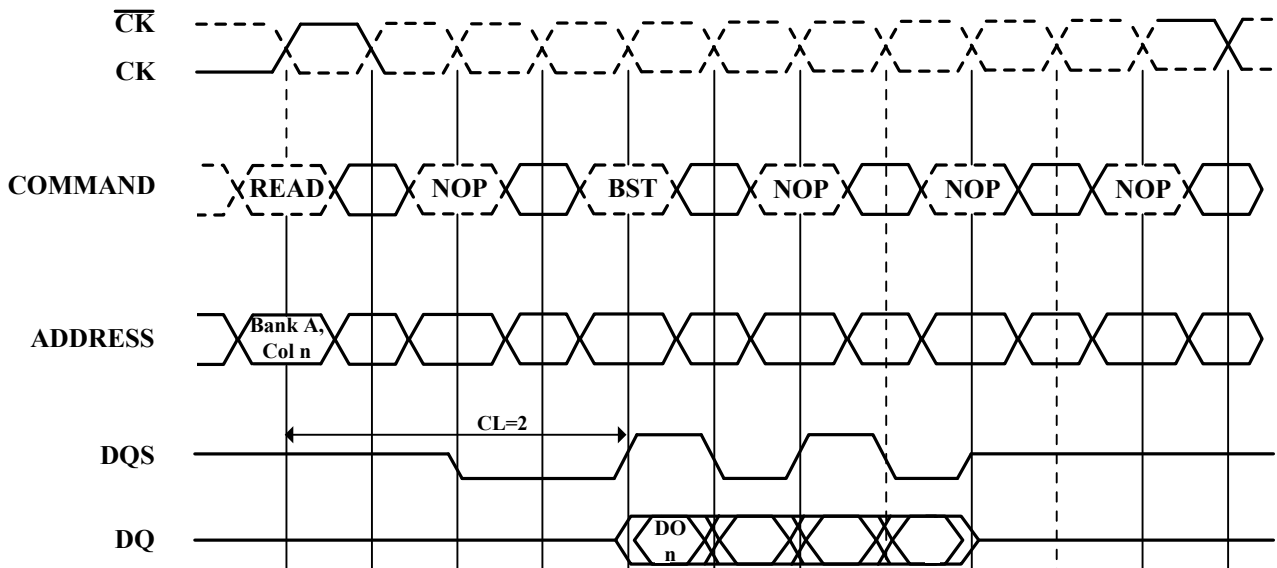 CK
CK
COMMAND READ NOP BST NOP NOP NOP
ADDRESS Bank A,
Col n
CL=2
DQS
DQ DO
n